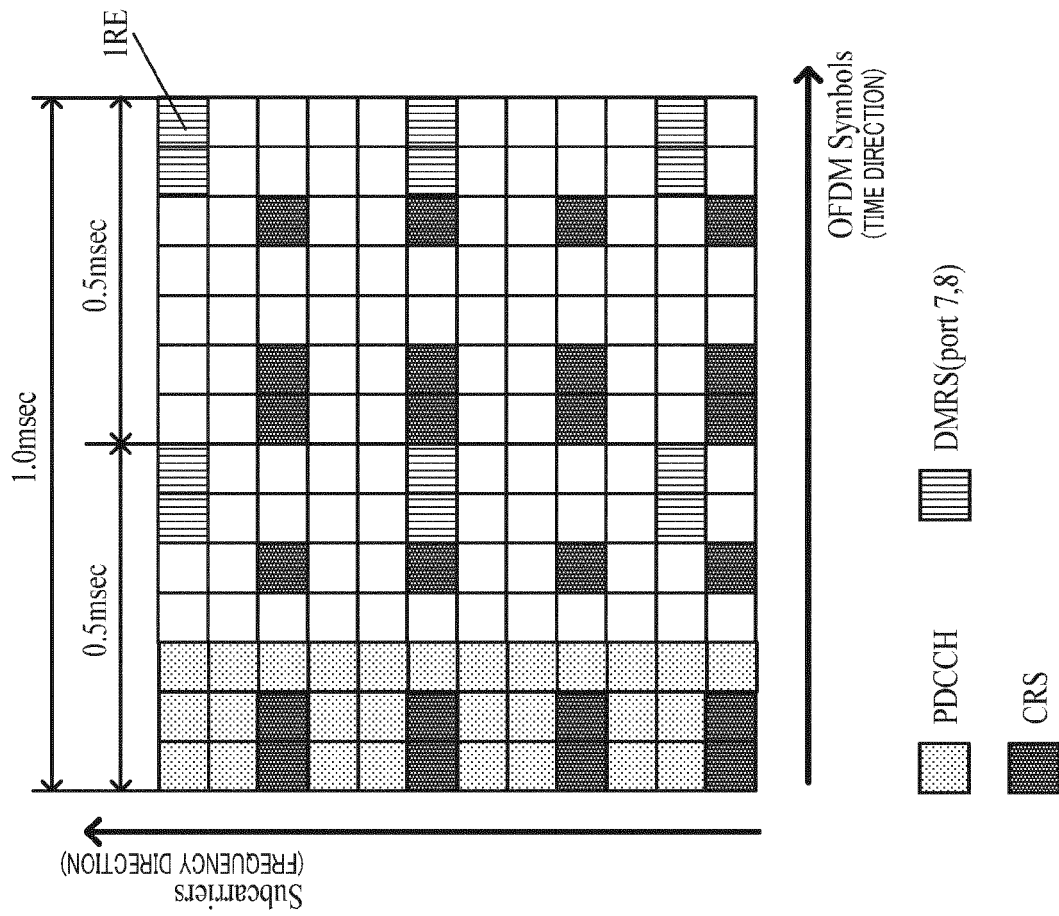 1.0msec
0.5msec
0.5msec
1RE
Subcarriers
(FREQUENCY DIRECTION)
OFDM Symbols
(TIME DIRECTION)
PDCCH
DMRS(port 7,8)
CRS